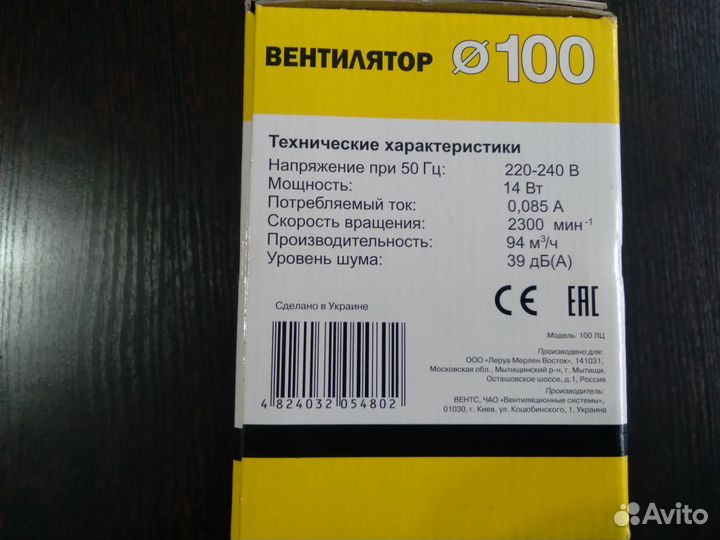 ВЕНТИЛЯТОР Ø100
Технические характеристики
Напряжение при 50 Гц: 220-240 В
Мощность: 14 Вт
Потребляемый ток: 0,085 А
Скорость вращения: 2300 мин⁻¹
Производительность: 94 м³/ч
Уровень шума: 39 дБ(А)
Сделано в Украине
CE EAC
Модель: 100 ЛЦ
Произведено для:
ООО «Леруа Мерлен Восток», 141031,
Московская обл., Мытищинский р-н, г. Мытищи,
Осташовское шоссе, д.1, Россия
Производитель:
ВЕНТС, ЧАО «Вентиляционные системы»,
01030, г. Киев, ул. Коцюбинского, 1, Украина
4 824032 054802
Avito